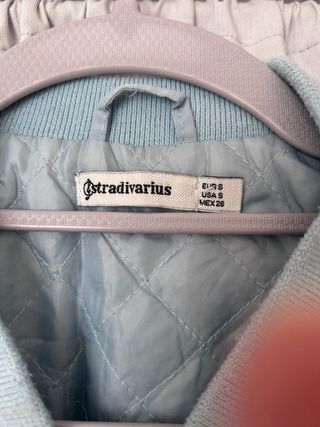 stradivarius
EUR S
USA S
MEX 26